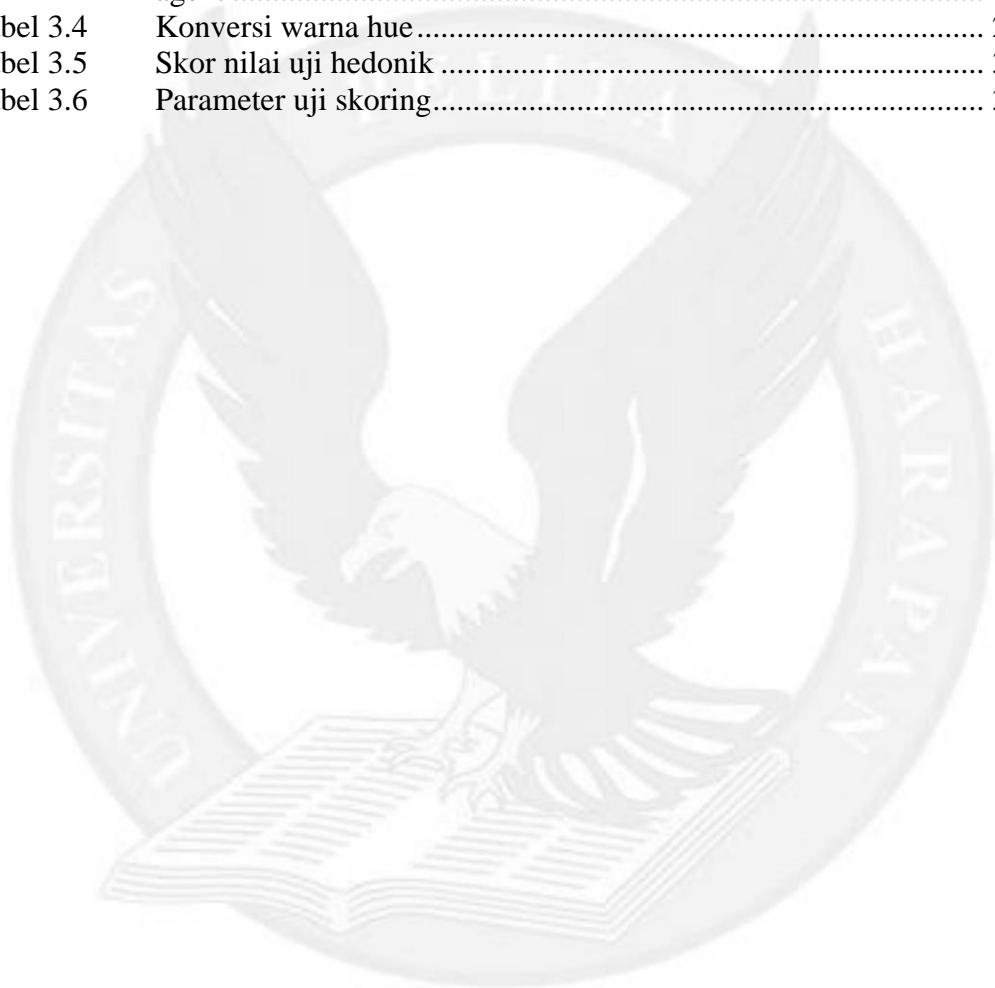 bel 3.4 Konversi warna hue ........................................................................
bel 3.5 Skor nilai uji hedonik .....................................................................
bel 3.6 Parameter uji skoring......................................................................
UNIVERSITAS PELITA HARAPAN